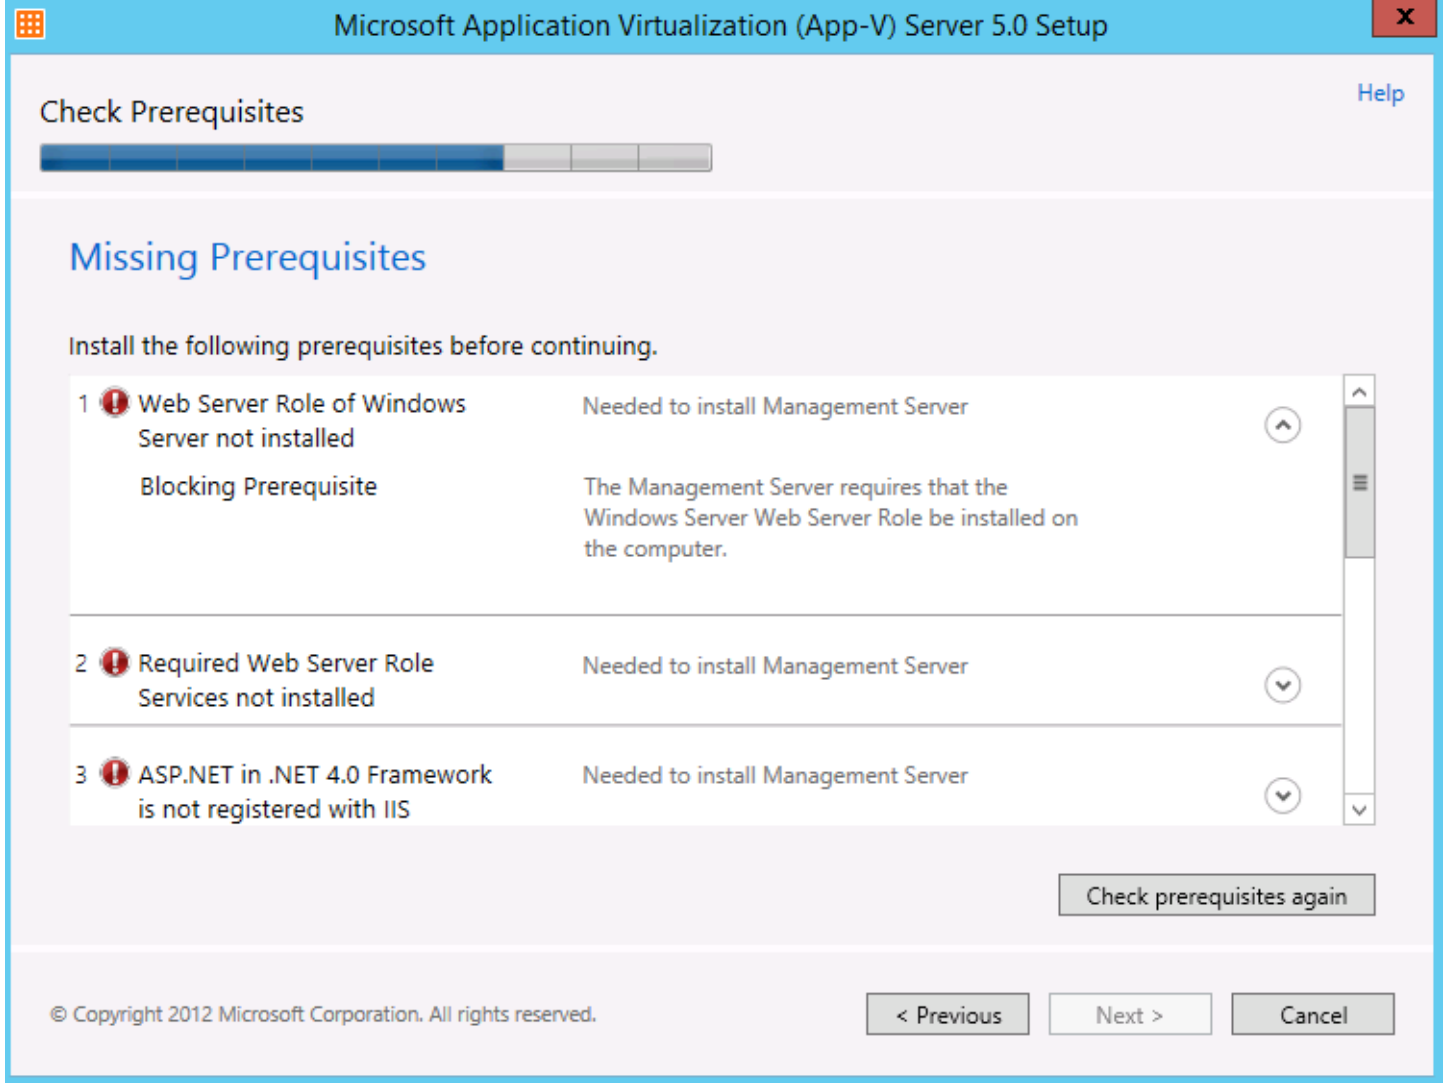 Microsoft Application Virtualization (App-V) Server 5.0 Setup
x
Help
Check Prerequisites
Missing Prerequisites
Install the following prerequisites before continuing.
1 Web Server Role of Windows
Server not installed
Needed to install Management Server
Blocking Prerequisite
The Management Server requires that the
Windows Server Web Server Role be installed on
the computer.
2 Required Web Server Role
Services not installed
Needed to install Management Server
3 ASP.NET in .NET 4.0 Framework
is not registered with IIS
Needed to install Management Server
Check prerequisites again
© Copyright 2012 Microsoft Corporation. All rights reserved.
< Previous
Next >
Cancel